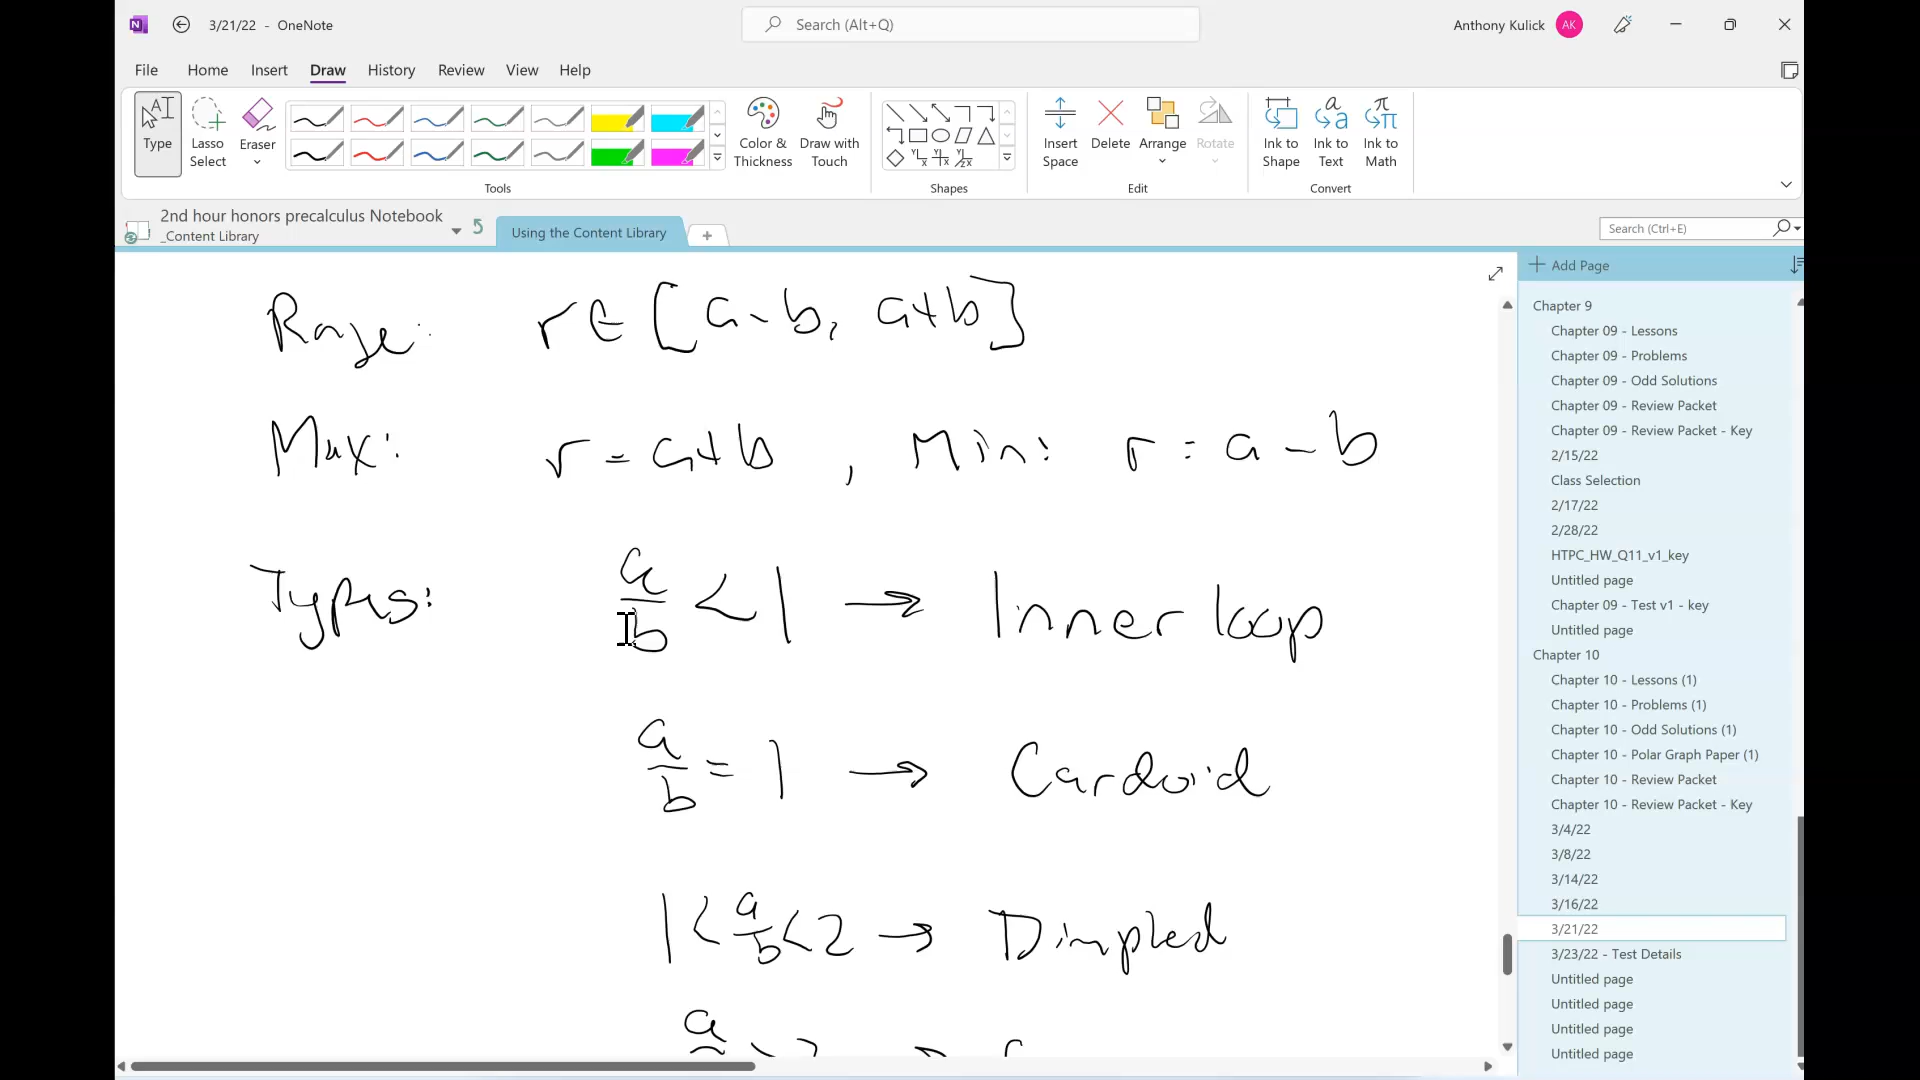 3/21/22 - OneNote
Search (Alt+Q)
Anthony Kulick AK
File Home Insert Draw History Review View Help
Type
Lasso Select
Eraser
Color & Thickness
Draw with Touch
Insert Space
Delete
Arrange
Rotate
Ink to Shape
Ink to Text
Ink to Math
Tools
Shapes
Edit
Convert
2nd hour honors precalculus Notebook
_Content Library
Using the Content Library
Search (Ctrl+E)
Range: r∈ [a-b, a+b]
Max: r = a+b , Min: r = a - b
Types: a/b < 1 → Inner loop
a/b = 1 → Cardoid
1 < a/b < 2 → Dimpled
Add Page
Chapter 9
Chapter 09 - Lessons
Chapter 09 - Problems
Chapter 09 - Odd Solutions
Chapter 09 - Review Packet
Chapter 09 - Review Packet - Key
2/15/22
Class Selection
2/17/22
2/28/22
HTPC_HW_Q11_v1_key
Untitled page
Chapter 09 - Test v1 - key
Untitled page
Chapter 10
Chapter 10 - Lessons (1)
Chapter 10 - Problems (1)
Chapter 10 - Odd Solutions (1)
Chapter 10 - Polar Graph Paper (1)
Chapter 10 - Review Packet
Chapter 10 - Review Packet - Key
3/4/22
3/8/22
3/14/22
3/16/22
3/21/22
3/23/22 - Test Details
Untitled page
Untitled page
Untitled page
Untitled page